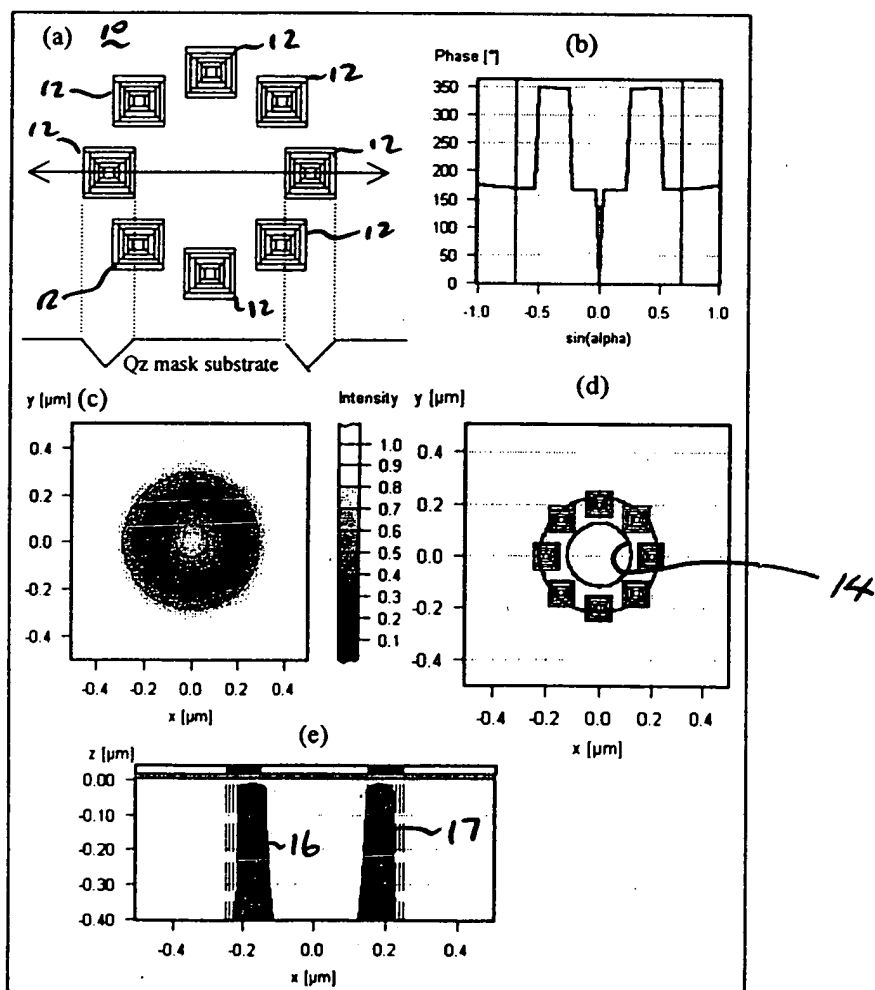 (a)
10
12
12
12
12
12
12
12
12
Qz mask substrate
(b)
Phase [°]
350
300
250
200
150
100
50
0
-1.0 -0.5 0.0 0.5 1.0
sin(alpha)
y [µm] (c)
0.4
0.2
0.0
-0.2
-0.4
-0.4 -0.2 0.0 0.2 0.4
x [µm]
Intensity
1.0
0.9
0.8
0.7
0.6
0.5
0.4
0.3
0.2
0.1
(d)
y [µm]
0.4
0.2
0.0
-0.2
-0.4
-0.4 -0.2 0.0 0.2 0.4
x [µm]
14
(e)
z [µm]
0.00
-0.10
-0.20
-0.30
-0.40
16
17
-0.4 -0.2 0.0 0.2 0.4
x [µm]